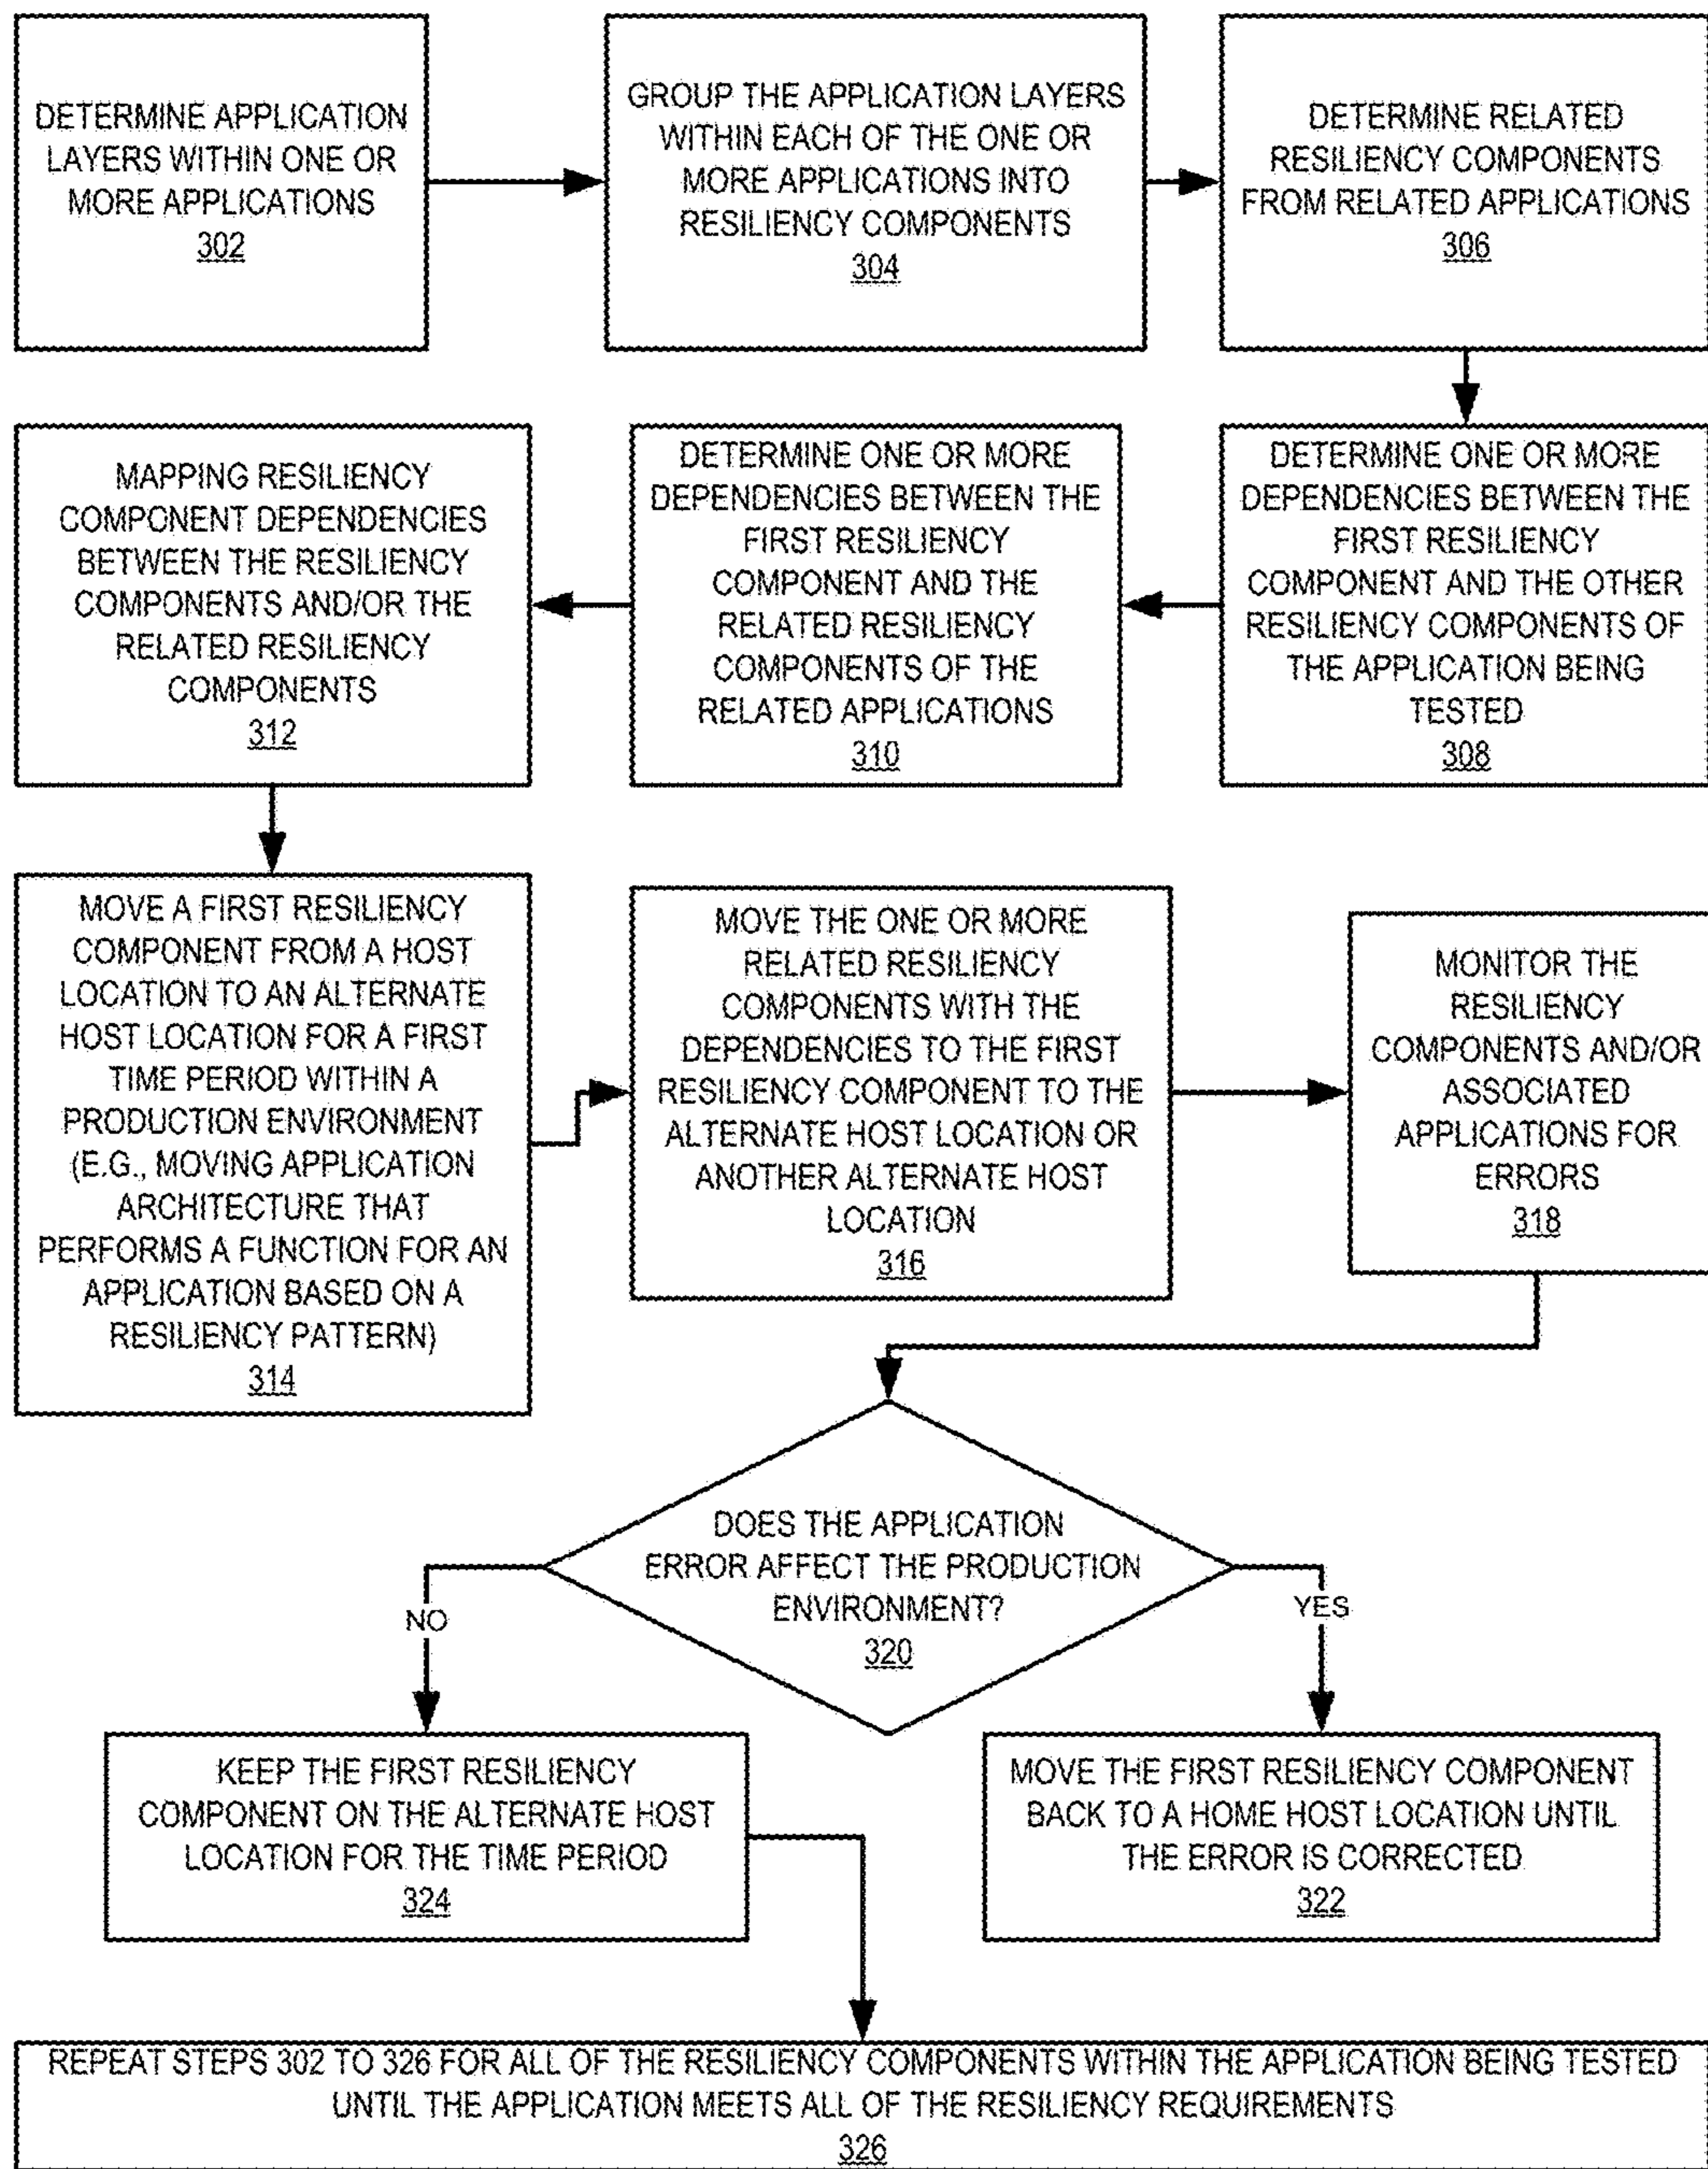 DETERMINE APPLICATION
LAYERS WITHIN ONE OR
MORE APPLICATIONS
302
GROUP THE APPLICATION LAYERS
WITHIN EACH OF THE ONE OR
MORE APPLICATIONS INTO
RESILIENCY COMPONENTS
304
DETERMINE RELATED
RESILIENCY COMPONENTS
FROM RELATED APPLICATIONS
306
DETERMINE ONE OR MORE
DEPENDENCIES BETWEEN THE
FIRST RESILIENCY
COMPONENT AND THE OTHER
RESILIENCY COMPONENTS OF
THE APPLICATION BEING
TESTED
308
DETERMINE ONE OR MORE
DEPENDENCIES BETWEEN THE
FIRST RESILIENCY
COMPONENT AND THE
RELATED RESILIENCY
COMPONENTS OF THE
RELATED APPLICATIONS
310
MAPPING RESILIENCY
COMPONENT DEPENDENCIES
BETWEEN THE RESILIENCY
COMPONENTS AND/OR THE
RELATED RESILIENCY
COMPONENTS
312
MOVE A FIRST RESILIENCY
COMPONENT FROM A HOST
LOCATION TO AN ALTERNATE
HOST LOCATION FOR A FIRST
TIME PERIOD WITHIN A
PRODUCTION ENVIRONMENT
(E.G., MOVING APPLICATION
ARCHITECTURE THAT
PERFORMS A FUNCTION FOR AN
APPLICATION BASED ON A
RESILIENCY PATTERN)
314
MOVE THE ONE OR MORE
RELATED RESILIENCY
COMPONENTS WITH THE
DEPENDENCIES TO THE FIRST
RESILIENCY COMPONENT TO THE
ALTERNATE HOST LOCATION OR
ANOTHER ALTERNATE HOST
LOCATION
316
MONITOR THE
RESILIENCY
COMPONENTS AND/OR
ASSOCIATED
APPLICATIONS FOR
ERRORS
318
DOES THE APPLICATION
ERROR AFFECT THE PRODUCTION
ENVIRONMENT?
320
NO
YES
KEEP THE FIRST RESILIENCY
COMPONENT ON THE ALTERNATE HOST
LOCATION FOR THE TIME PERIOD
324
MOVE THE FIRST RESILIENCY COMPONENT
BACK TO A HOME HOST LOCATION UNTIL
THE ERROR IS CORRECTED
322
REPEAT STEPS 302 TO 326 FOR ALL OF THE RESILIENCY COMPONENTS WITHIN THE APPLICATION BEING TESTED
UNTIL THE APPLICATION MEETS ALL OF THE RESILIENCY REQUIREMENTS
326